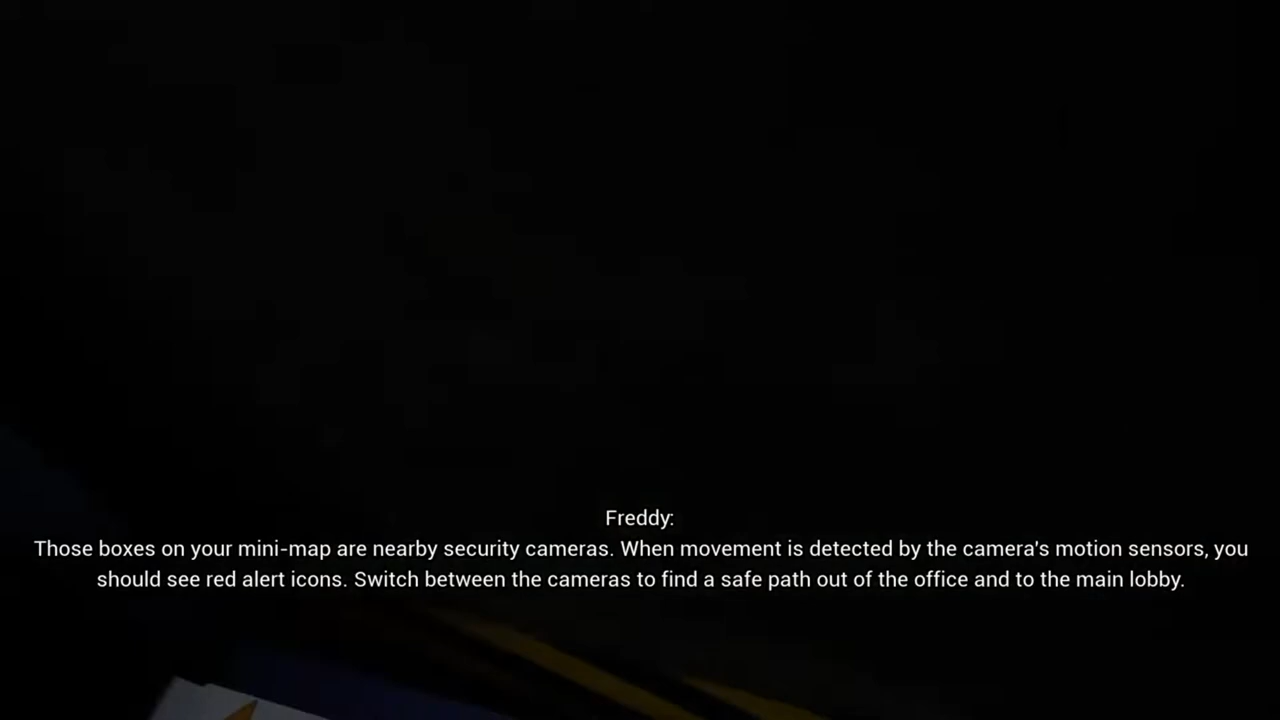 Freddy:
Those boxes on your mini-map are nearby security cameras. When movement is detected by the camera's motion sensors, you
should see red alert icons. Switch between the cameras to find a safe path out of the office and to the main lobby.